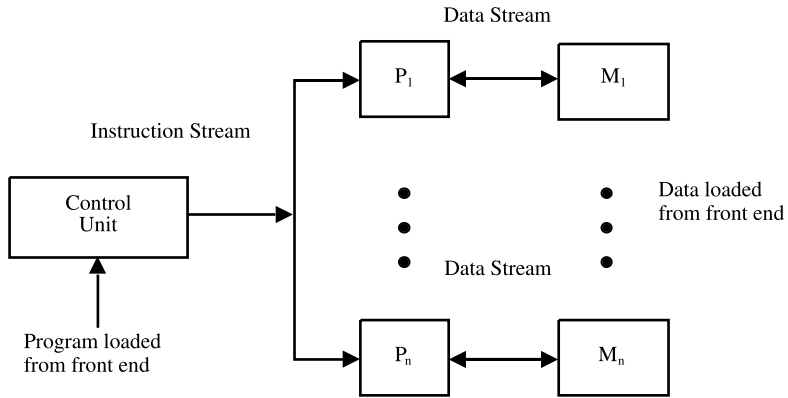 Data Stream
P1
M1
Instruction Stream
Control
Unit
Data loaded
from front end
Data Stream
Program loaded
from front end
Pn
Mn